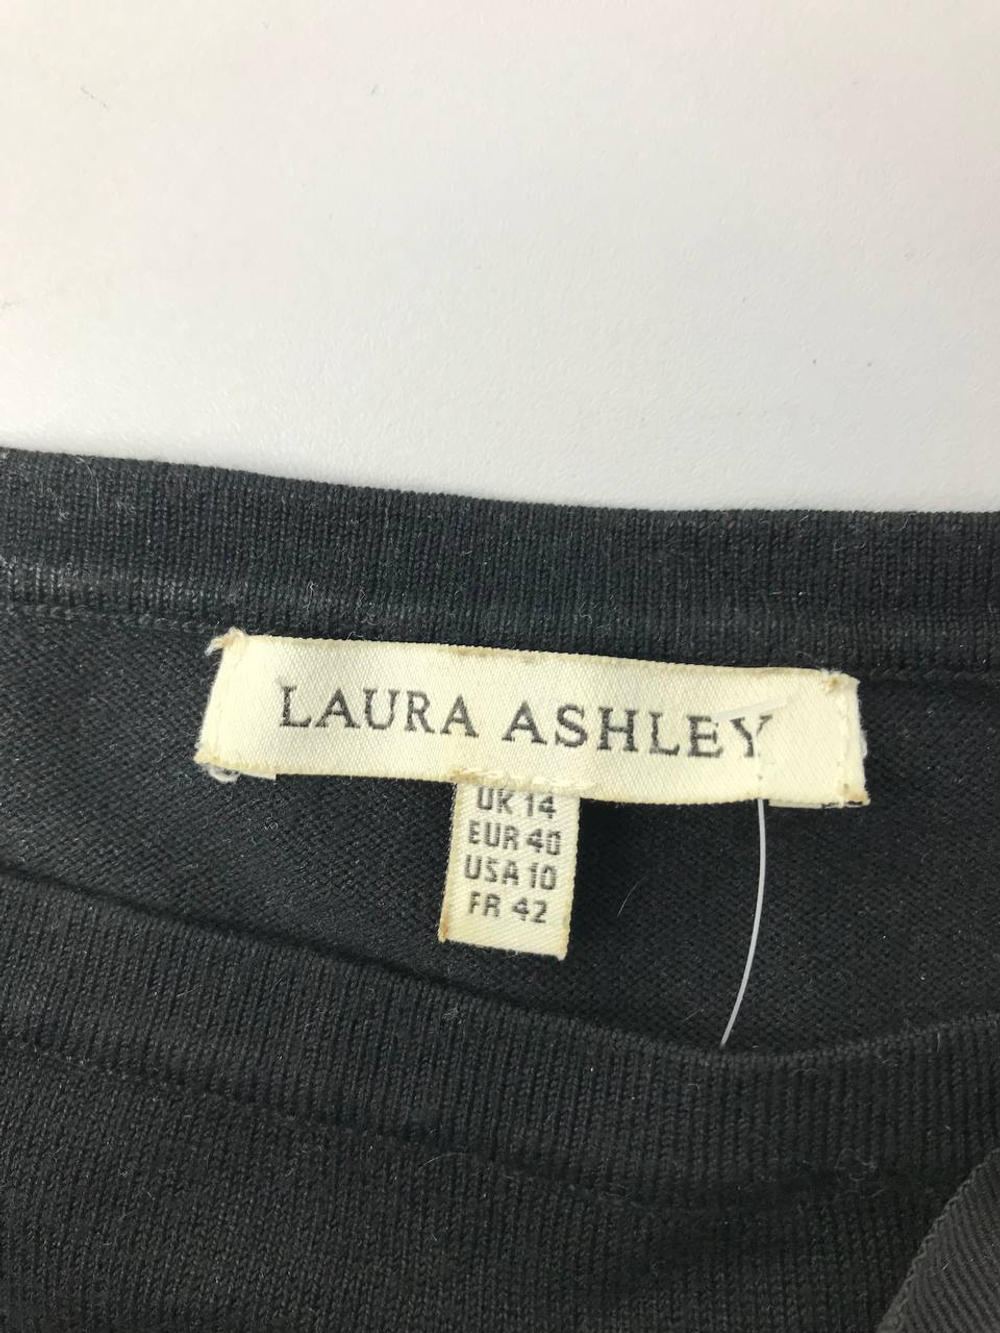 LAURA ASHLEY
UK 14
EUR 40
USA 10
FR 42